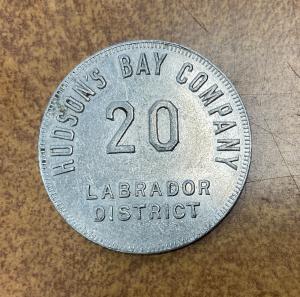 HUDSON'S BAY COMPANY
20
LABRADOR
DISTRICT